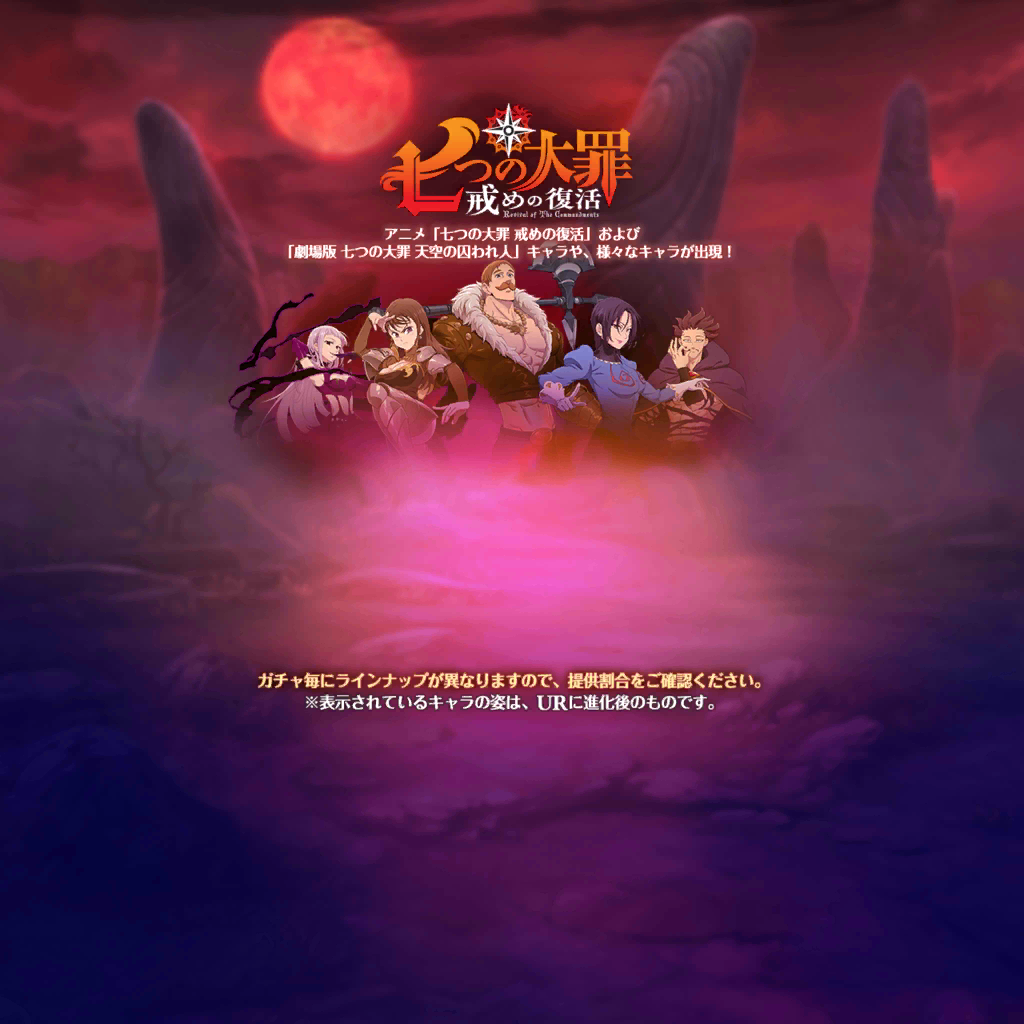 七つの大罪
戒めの復活
Revival of The Commandments
アニメ「七つの大罪 戒めの復活」および
「劇場版 七つの大罪 天空の囚われ人」キャラや、様々なキャラが出現！
ガチャ毎にラインナップが異なりますので、提供割合をご確認ください。
※表示されているキャラの姿は、URに進化後のものです。